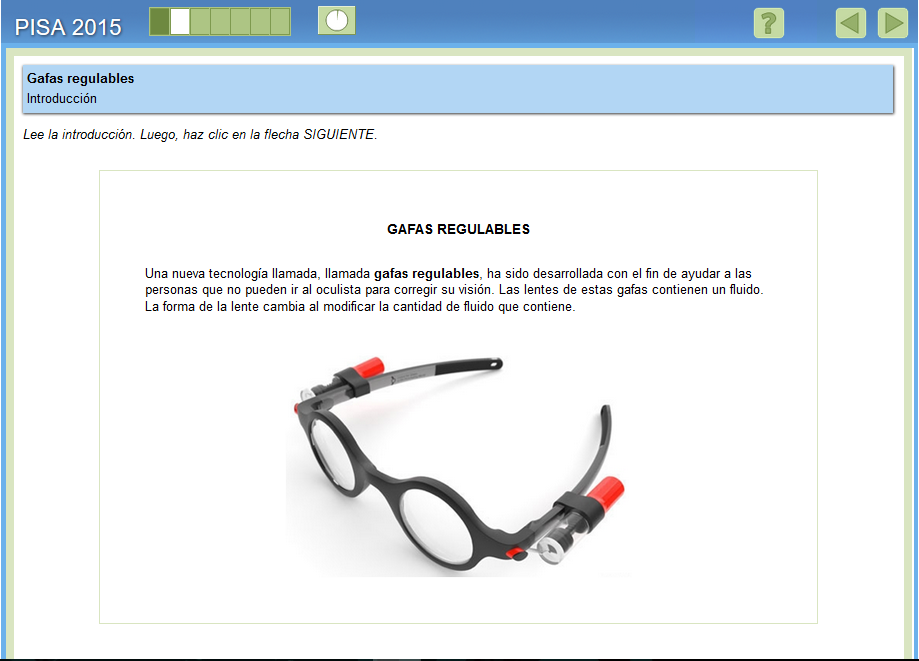 PISA 2015
?
Gafas regulables
Introducción
Lee la introducción. Luego, haz clic en la flecha SIGUIENTE.
GAFAS REGULABLES
Una nueva tecnología llamada, llamada gafas regulables, ha sido desarrollada con el fin de ayudar a las
personas que no pueden ir al oculista para corregir su visión. Las lentes de estas gafas contienen un fluido.
La forma de la lente cambia al modificar la cantidad de fluido que contiene.